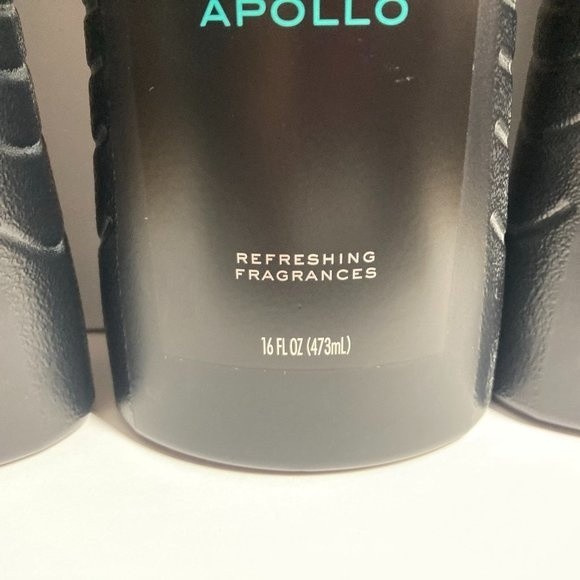 APOLLO
REFRESHING
FRAGRANCES
16 FL OZ (473mL)